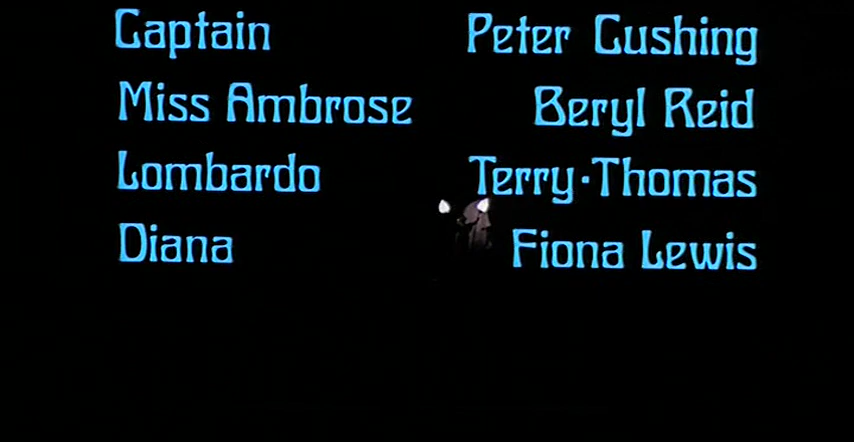 Captain Peter Cushing
Miss Ambrose Beryl Reid
Lombardo Terry-Thomas
Diana Fiona Lewis